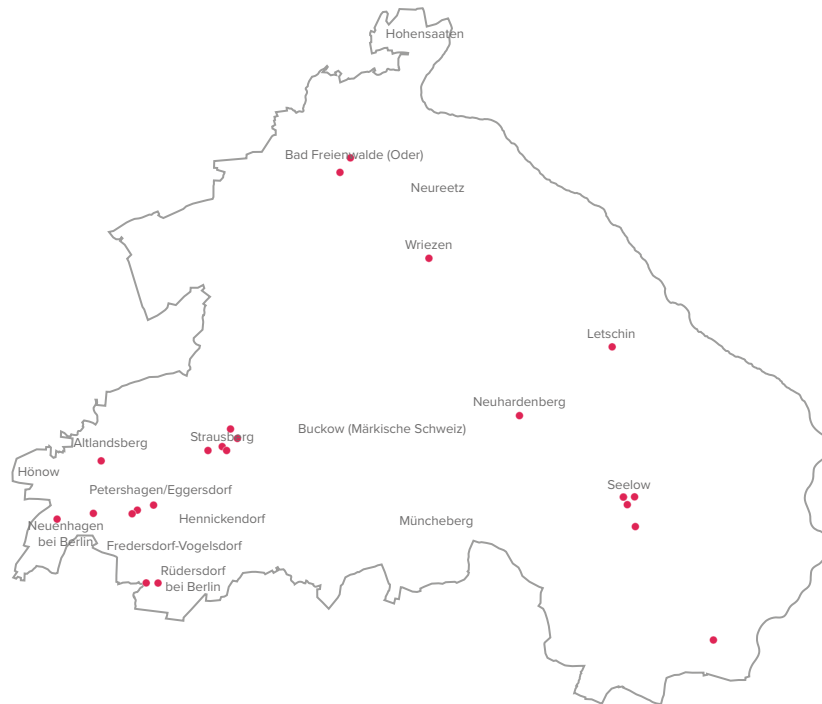 Hohensaaten
Bad Freienwalde (Oder)
Neureetz
Wriezen
Letschin
Neuhardenberg
Buckow (Märkische Schweiz)
Strausberg
Altlandsberg
Hönow
Seelow
Petershagen/Eggersdorf
Hennickendorf
Müncheberg
Neuenhagen
bei Berlin
Fredersdorf-Vogelsdorf
Rüdersdorf
bei Berlin